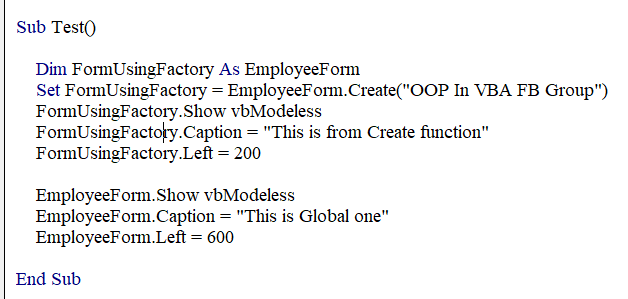 Sub Test()
Dim FormUsingFactory As EmployeeForm
Set FormUsingFactory = EmployeeForm.Create("OOP In VBA FB Group")
FormUsingFactory.Show vbModeless
FormUsingFactory.Caption = "This is from Create function"
FormUsingFactory.Left = 200
EmployeeForm.Show vbModeless
EmployeeForm.Caption = "This is Global one"
EmployeeForm.Left = 600
End Sub